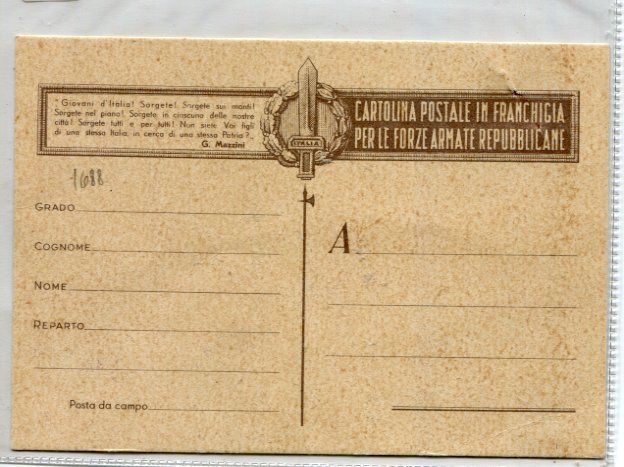 "Giovani d'Italia! Sorgete! Sorgete sui monti!
Sorgete nel piano! Sorgete in ciascuna delle nostre
città! Sorgete tutti e per tutti! Nun siete Voi figli
di una stessa Italia, in cerca di una stessa Patria?„
G. Mazzini
ITALIA
CARTOLINA POSTALE IN FRANCHIGIA
PER LE FORZE ARMATE REPUBBLICANE
1688
GRADO
COGNOME
NOME
REPARTO
Posta da campo
A